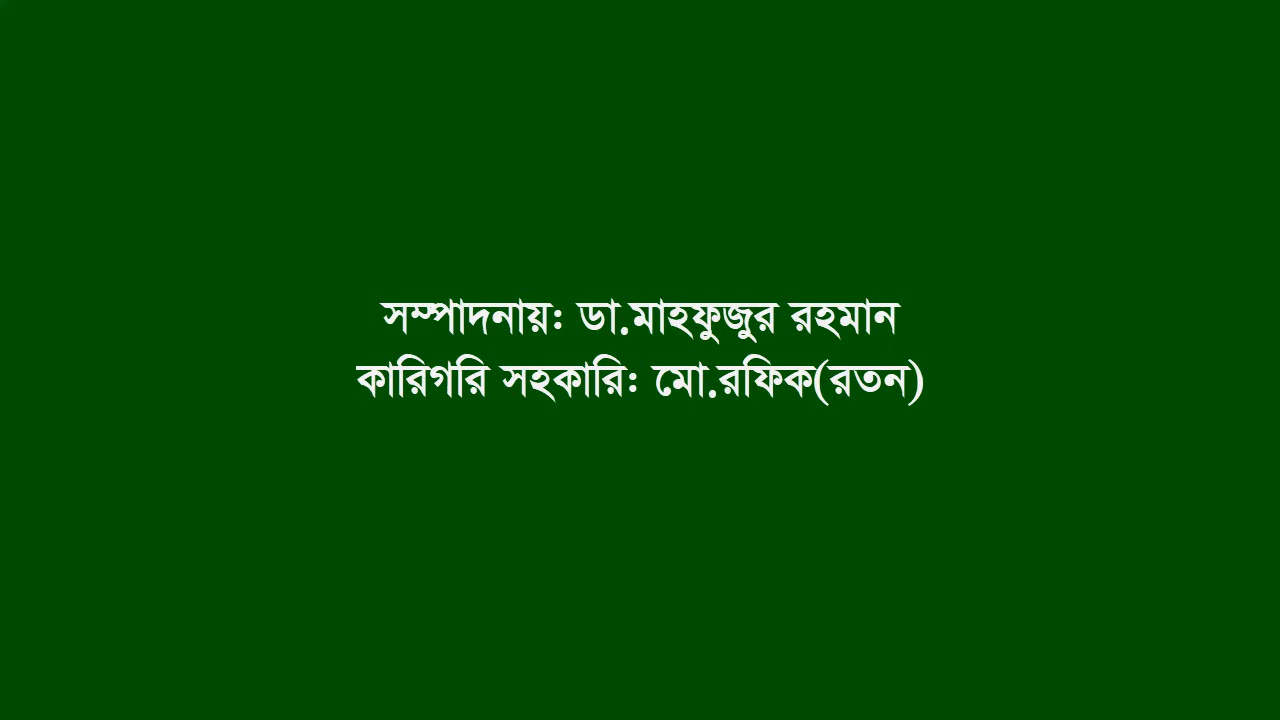 সম্পাদনায়: ডা.মাহফুজুর রহমান
কারিগরি সহকারি: মো.রফিক(রতন)